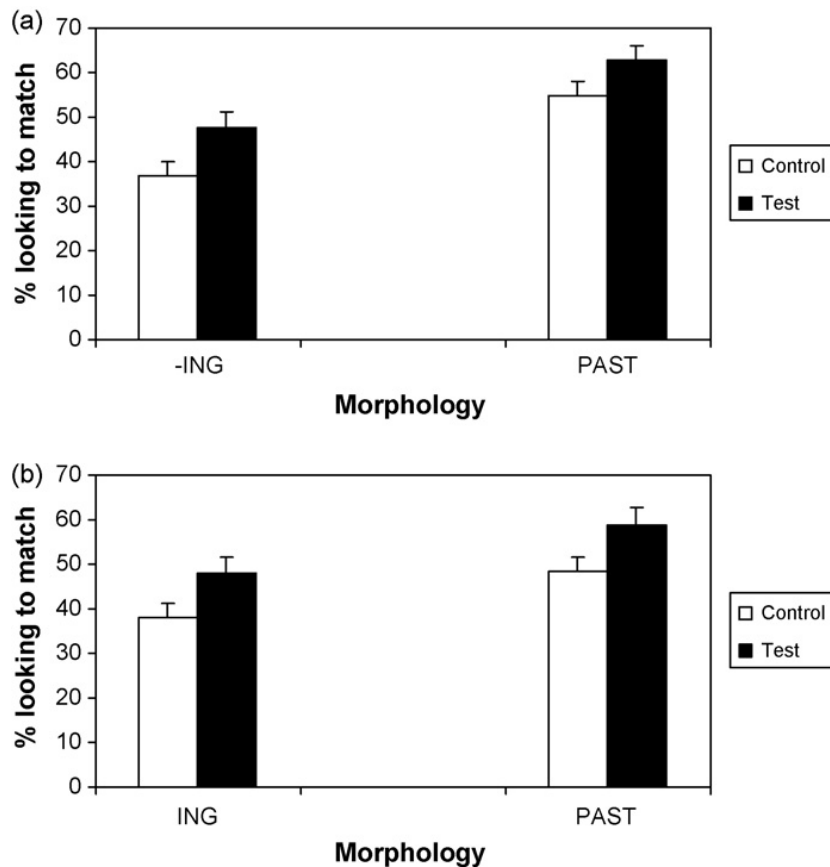 (a)
70
60
50
40
30
20
10
0
% looking to match
-ING PAST
Morphology
Control
Test
(b)
70
60
50
40
30
20
10
0
% looking to match
ING PAST
Morphology
Control
Test